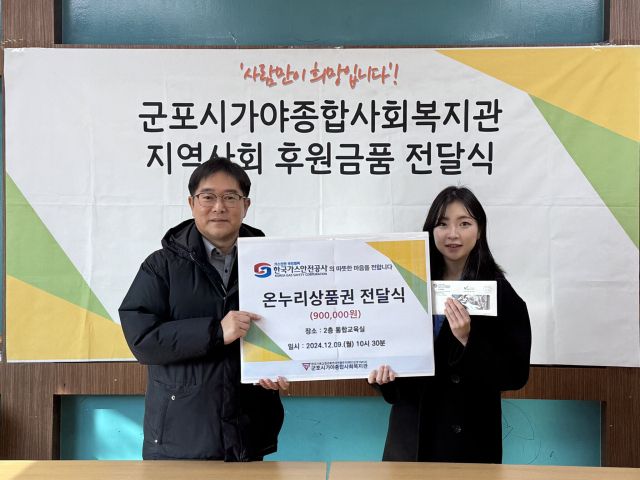 '사람만이 희망입니다'!
군포시가야종합사회복지관
지역사회 후원금품 전달식
한국가스안전공사 의 따뜻한 마음을 전합니다
KOREA GAS SAFETY CORPORATION
온누리상품권 전달식
(900,000원)
장소 : 2층 통합교육실
일시 : 2024.12.09.(월) 10시 30분
군포시가야종합사회복지관